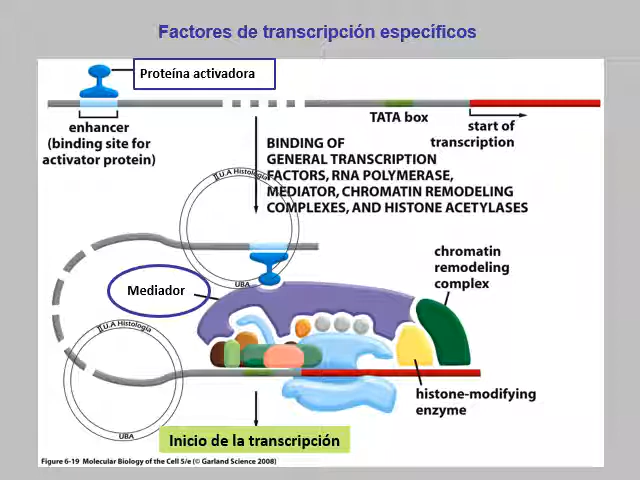 Factores de transcripción específicos
Proteína activadora
enhancer
(binding site for
activator protein)
TATA box
start of
transcription
BINDING OF
GENERAL TRANSCRIPTION
FACTORS, RNA POLYMERASE,
MEDIATOR, CHROMATIN REMODELING
COMPLEXES, AND HISTONE ACETYLASES
II U.A Histología
UBA
Mediador
chromatin
remodeling
complex
II U.A Histología
UBA
histone-modifying
enzyme
Inicio de la transcripción
Figure 6-19 Molecular Biology of the Cell 5/e (© Garland Science 2008)